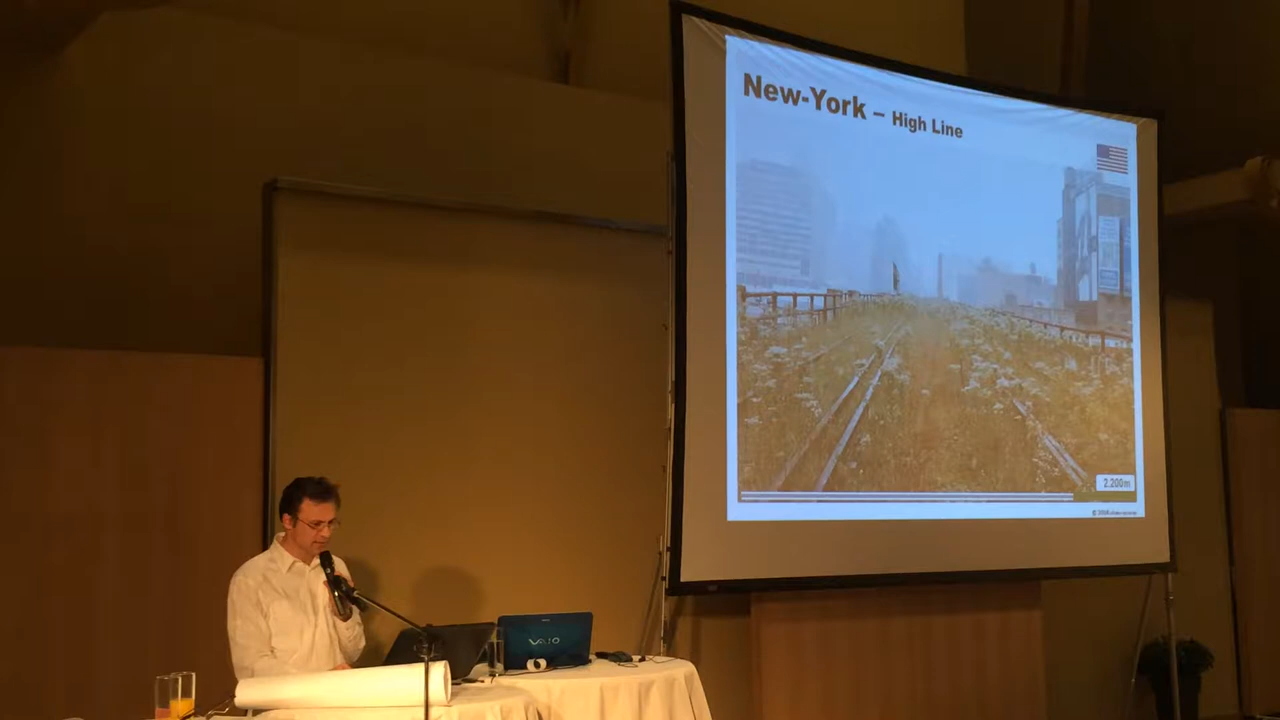 New-York – High Line
2.200m
VAIO